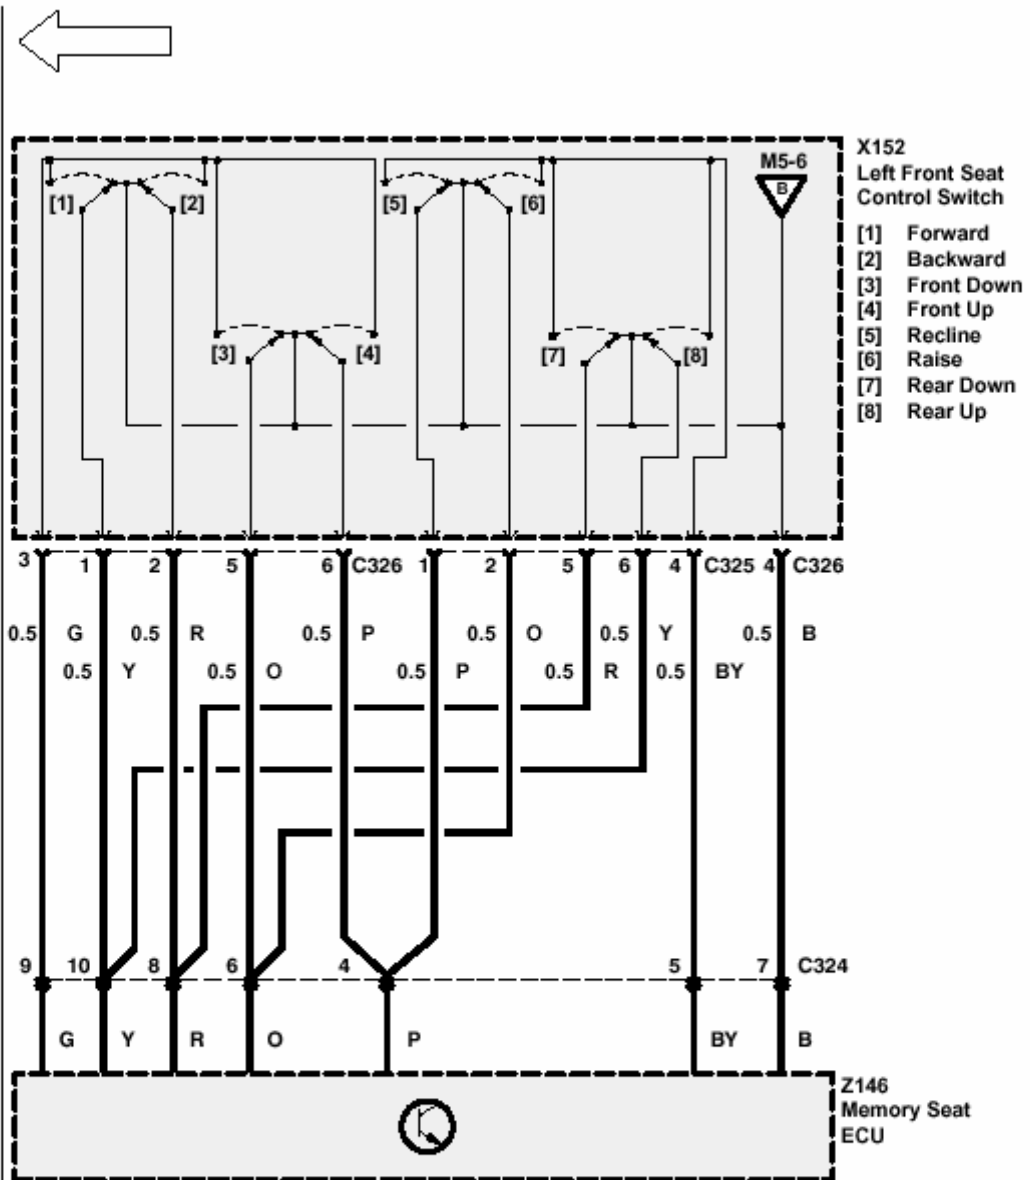 X152
Left Front Seat
Control Switch
[1] Forward
[2] Backward
[3] Front Down
[4] Front Up
[5] Recline
[6] Raise
[7] Rear Down
[8] Rear Up
M5-6
B
[1] [2] [5] [6]
[3] [4] [7] [8]
3 1 2 5 6 C326 1 2 5 6 4 C325 4 C326
0.5 G 0.5 R 0.5 P 0.5 O 0.5 Y 0.5 B
0.5 Y 0.5 O 0.5 P 0.5 R 0.5 BY
9 10 8 6 4 5 7 C324
G Y R O P BY B
Z146
Memory Seat
ECU